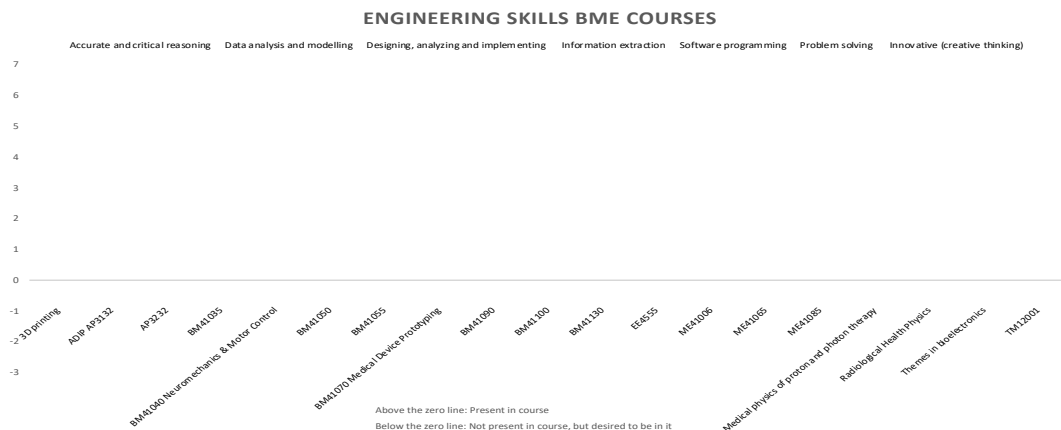 ENGINEERING SKILLS BME COURSES
Accurate and critical reasoning Data analysis and modelling Designing, analyzing and implementing Information extraction Software programming Problem solving Innovative (creative thinking)
7
6
5
4
3
2
1
0
-1
-2
-3
3D printing
ADIP AP3132
AP3232
BM41035
BM41040 Neuromechanics & Motor Control
BM41050
BM41055
BM41070 Medical Device Prototyping
BM41090
BM41100
BM41130
EE4555
ME41006
ME41065
ME41085
Medical physics of proton and photon therapy
Radiological Health Physics
Themes in bioelectronics
TM12001
Above the zero line: Present in course
Below the zero line: Not present in course, but desired to be in it